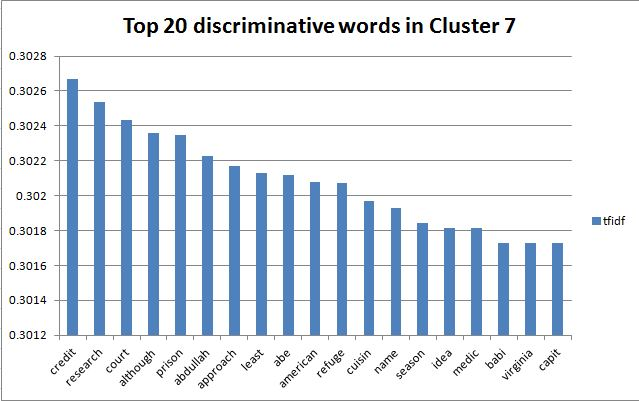 Top 20 discriminative words in Cluster 7
0.3028
0.3026
0.3024
0.3022
0.302
0.3018
0.3016
0.3014
0.3012
credit
research
court
although
prison
abdullah
approach
least
abe
american
refuge
cuisin
name
season
idea
medic
babi
virginia
capit
tfidf